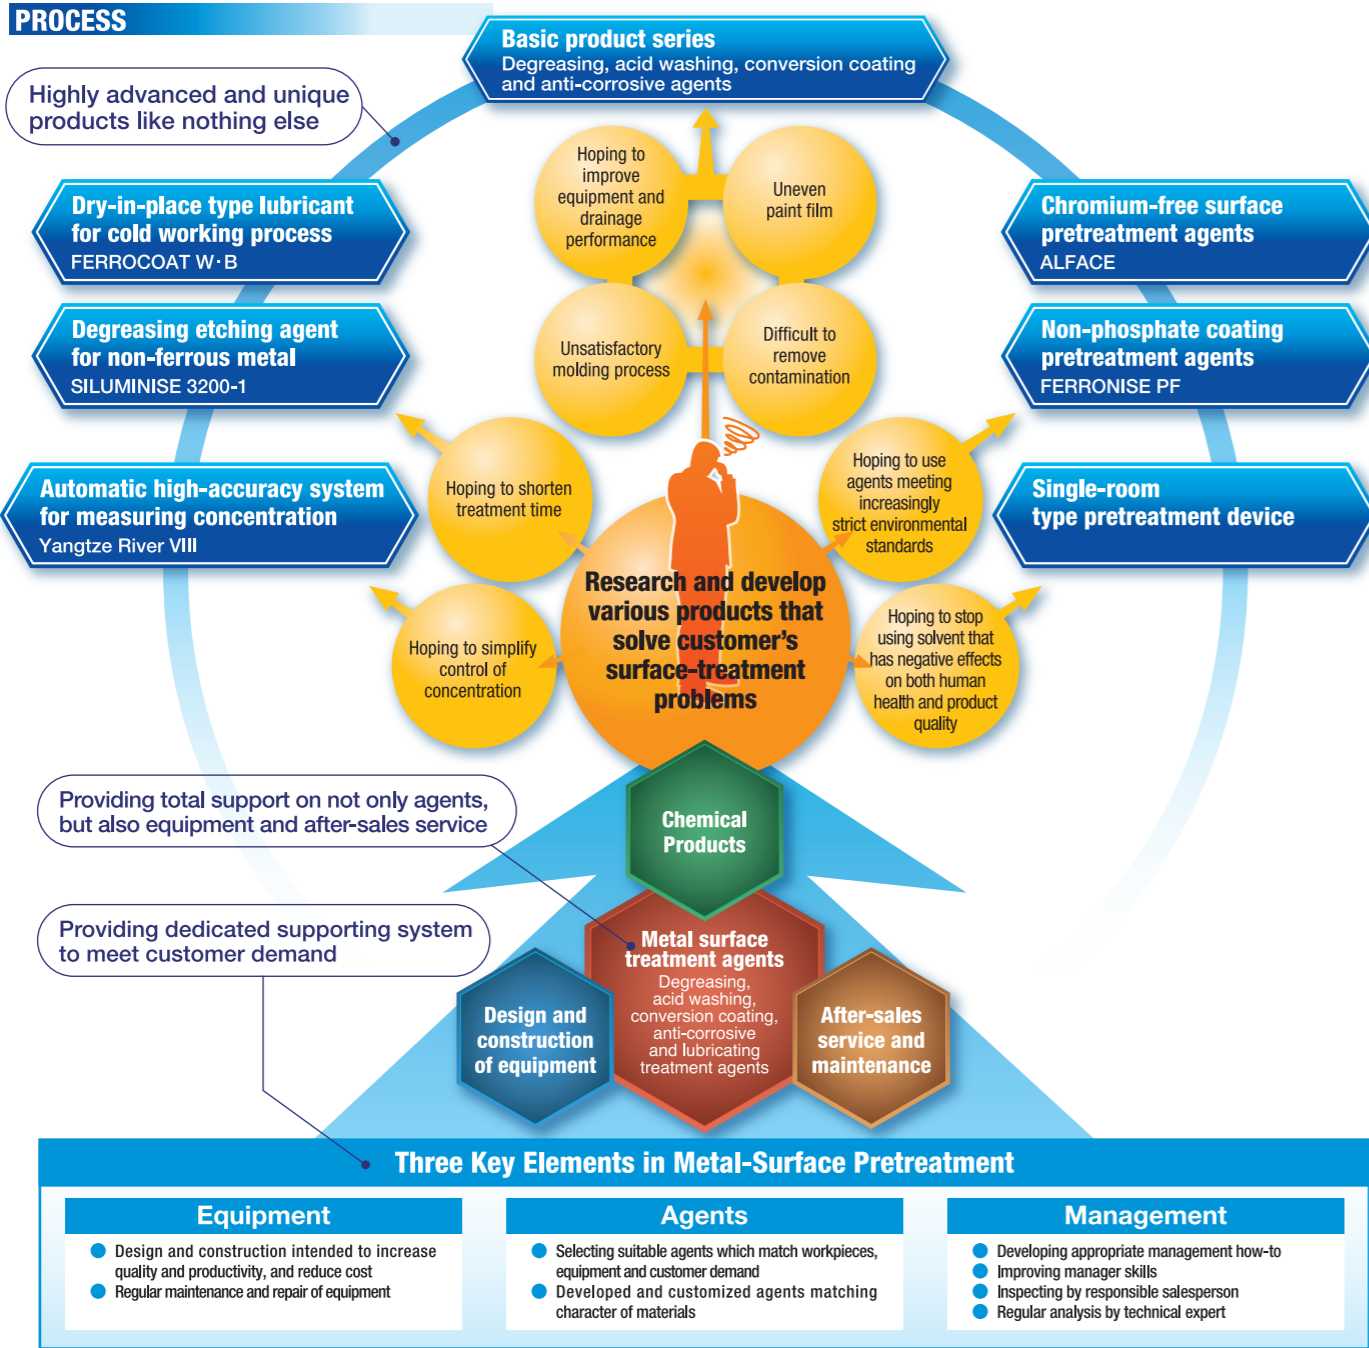 PROCESS
Basic product series
Degreasing, acid washing, conversion coating
and anti-corrosive agents
Highly advanced and unique
products like nothing else
Dry-in-place type lubricant
for cold working process
FERROCOAT W·B
Degreasing etching agent
for non-ferrous metal
SILUMINISE 3200-1
Automatic high-accuracy system
for measuring concentration
Yangtze River VIII
Hoping to
improve
equipment and
drainage
performance
Uneven
paint film
Unsatisfactory
molding process
Difficult to
remove
contamination
Chromium-free surface
pretreatment agents
ALFACE
Non-phosphate coating
pretreatment agents
FERRONISE PF
Single-room
type pretreatment device
Hoping to shorten
treatment time
Hoping to simplify
control of
concentration
Hoping to use
agents meeting
increasingly
strict environmental
standards
Hoping to stop
using solvent that
has negative effects
on both human
health and product
quality
Research and develop
various products that
solve customer's
surface-treatment
problems
Providing total support on not only agents,
but also equipment and after-sales service
Chemical
Products
Providing dedicated supporting system
to meet customer demand
Metal surface
treatment agents
Degreasing,
acid washing,
conversion coating,
anti-corrosive
and lubricating
treatment agents
Design and
construction
of equipment
After-sales
service and
maintenance
Three Key Elements in Metal-Surface Pretreatment
Equipment
● Design and construction intended to increase
quality and productivity, and reduce cost
● Regular maintenance and repair of equipment
Agents
● Selecting suitable agents which match workpieces,
equipment and customer demand
● Developed and customized agents matching
character of materials
Management
● Developing appropriate management how-to
● Improving manager skills
● Inspecting by responsible salesperson
● Regular analysis by technical expert